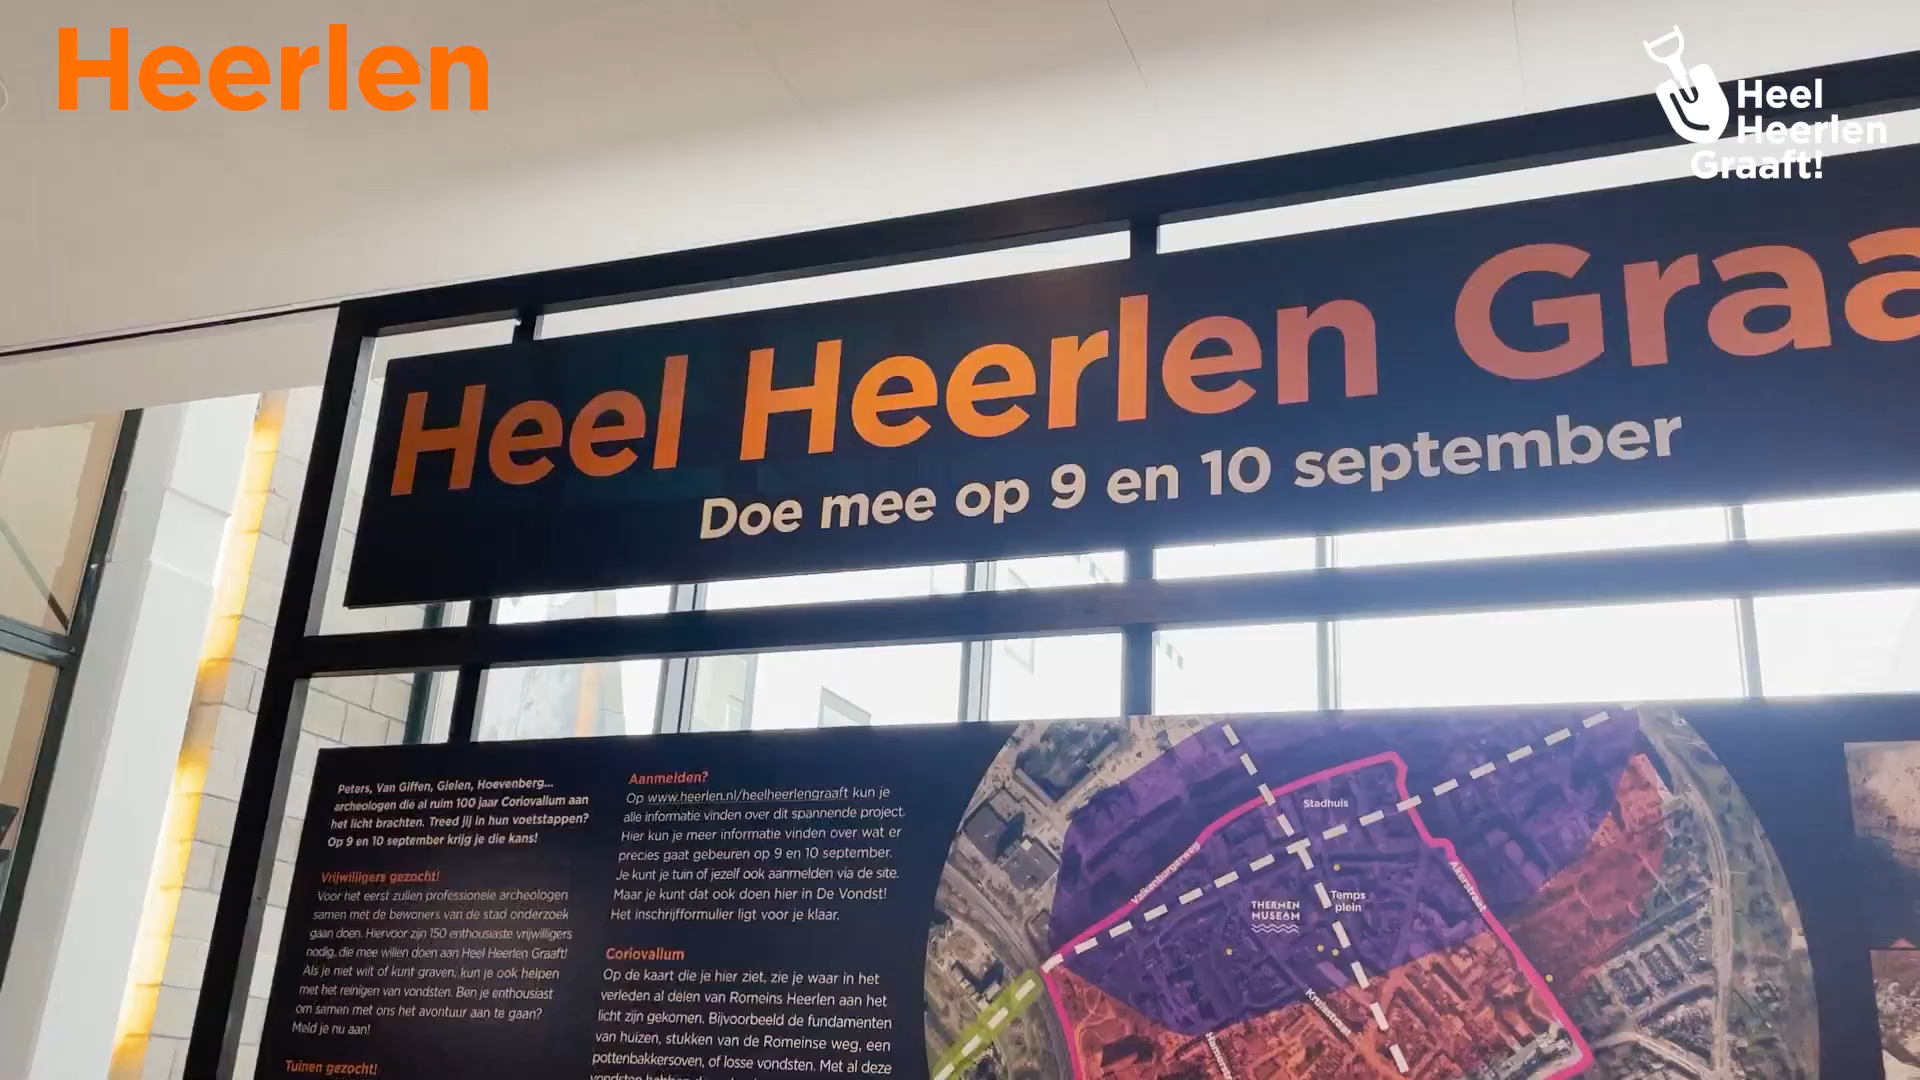 Heerlen
Heel
Heerlen
Graaft!
Heel Heerlen Graa
Doe mee op 9 en 10 september
Peters, Van Giffen, Gielen, Hoevenberg...
archeologen die al ruim 100 jaar Coriovallum aan
het licht brachten. Treed jij in hun voetstappen?
Op 9 en 10 september krijg je die kans!
Vrijwilligers gezocht!
Voor het eerst zullen professionele archeologen
samen met de bewoners van de stad onderzoek
gaan doen. Hiervoor zijn 150 enthousiaste vrijwilligers
nodig, die mee willen doen aan Heel Heerlen Graaft!
Als je niet wilt of kunt graven, kun je ook helpen
met het reinigen van vondsten. Ben je enthousiast
om samen met ons het avontuur aan te gaan?
Meld je nu aan!
Tuinen gezocht!
Aanmelden?
Op www.heerlen.nl/heelheerlengraaft kun je
alle informatie vinden over dit spannende project.
Hier kun je meer informatie vinden over wat er
precies gaat gebeuren op 9 en 10 september.
Je kunt je tuin of jezelf ook aanmelden via de site.
Maar je kunt dat ook doen hier in De Vondst!
Het inschrijfformulier ligt voor je klaar.
Coriovallum
Op de kaart die je hier ziet, zie je waar in het
verleden al delen van Romeins Heerlen aan het
licht zijn gekomen. Bijvoorbeeld de fundamenten
van huizen, stukken van de Romeinse weg, een
pottenbakkersoven, of losse vondsten. Met al deze
Stadhuis
Valkenburgerweg
Akerstraat
THERMEN
MUSEUM
Temps
plein
Kruisstraat